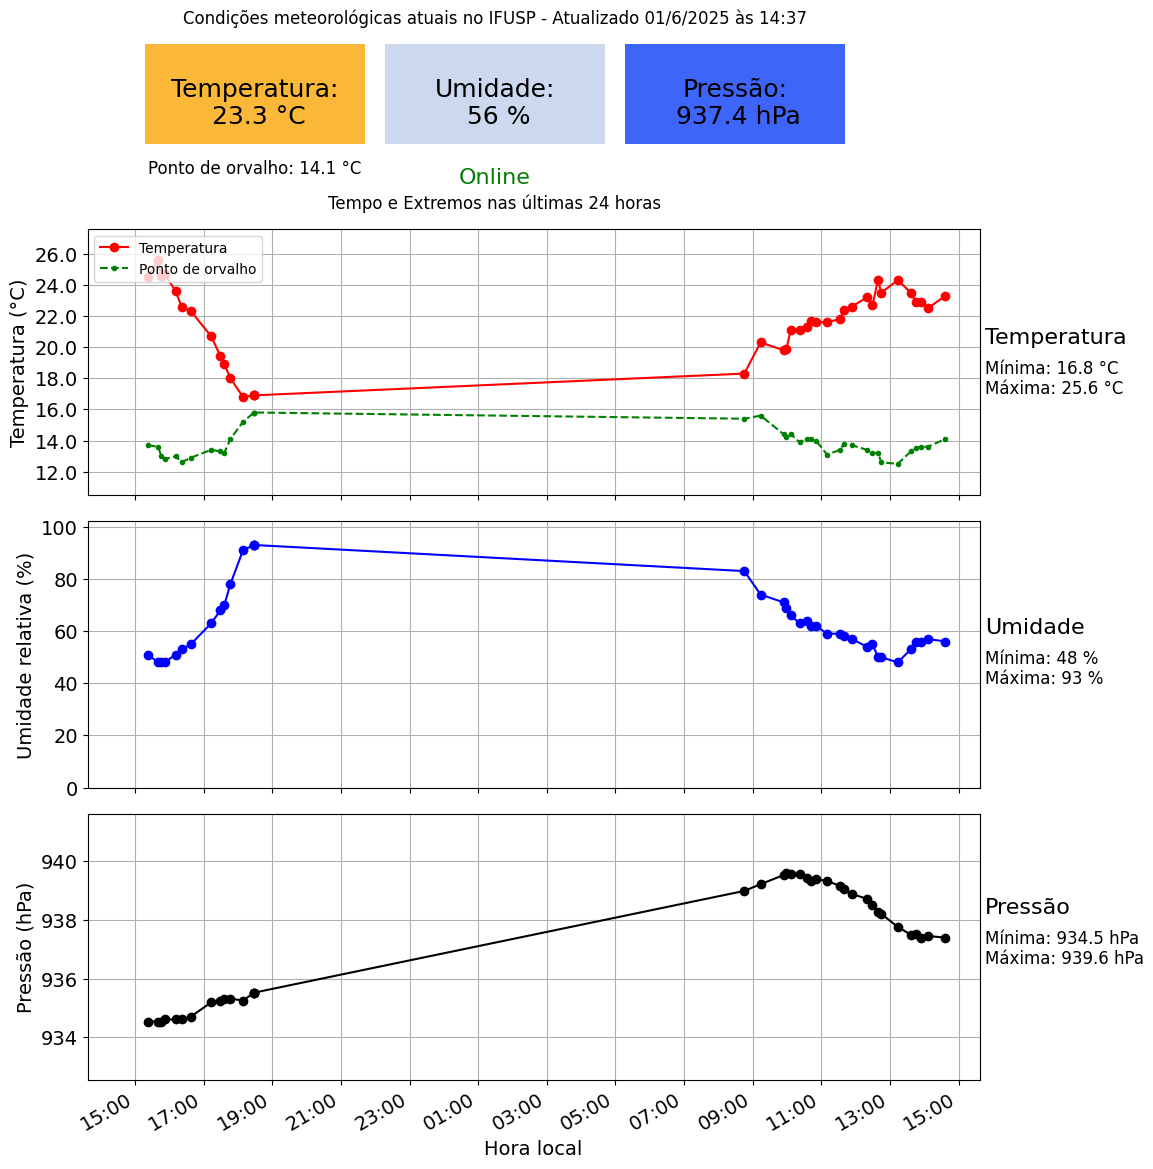 Condições meteorológicas atuais no IFUSP - Atualizado 01/6/2025 às 14:37
Temperatura:
23.3 °C
Umidade:
56 %
Pressão:
937.4 hPa
Ponto de orvalho: 14.1 °C
Online
Tempo e Extremos nas últimas 24 horas
Temperatura
Ponto de orvalho
Temperatura (°C)
26.0
24.0
22.0
20.0
18.0
16.0
14.0
12.0
Temperatura
Mínima: 16.8 °C
Máxima: 25.6 °C
Umidade relativa (%)
100
80
60
40
20
0
Umidade
Mínima: 48 %
Máxima: 93 %
Pressão (hPa)
940
938
936
934
Pressão
Mínima: 934.5 hPa
Máxima: 939.6 hPa
15:00
17:00
19:00
21:00
23:00
01:00
03:00
05:00
07:00
09:00
11:00
13:00
15:00
Hora local